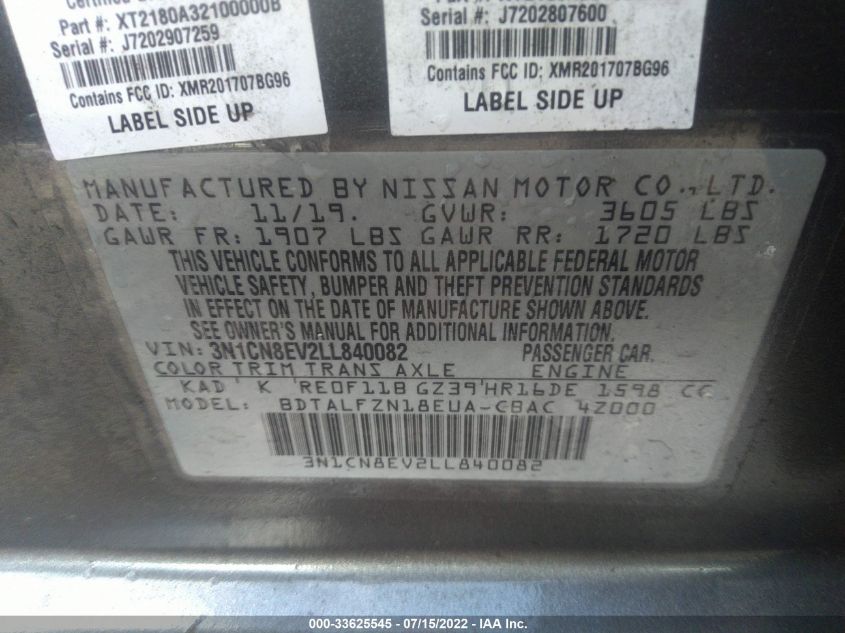 Part #: XT2180A32100000B
Serial #: J7202907259
Contains FCC ID: XMR201707BG96
LABEL SIDE UP
J7202807600
Contains FCC ID: XMR201707BG96
LABEL SIDE UP
MANUFACTURED BY NISSAN MOTOR CO., LTD.
DATE: 11/19. GVWR: 3605 LBS
GAWR FR: 1907 LBS GAWR RR: 1720 LBS
THIS VEHICLE CONFORMS TO ALL APPLICABLE FEDERAL MOTOR
VEHICLE SAFETY, BUMPER AND THEFT PREVENTION STANDARDS
IN EFFECT ON THE DATE OF MANUFACTURE SHOWN ABOVE.
SEE OWNER'S MANUAL FOR ADDITIONAL INFORMATION.
VIN: 3N1CN8EV2LL840082 PASSENGER CAR.
COLOR TRIM TRANS AXLE ENGINE
KAD K RE0F11B GZ39 HR16DE 1598 CC
MODEL: BDTALFZN18EUA-CBAC 4Z000
3N1CN8EV2LL840082
000-33625545 - 07/15/2022 - IAA Inc.